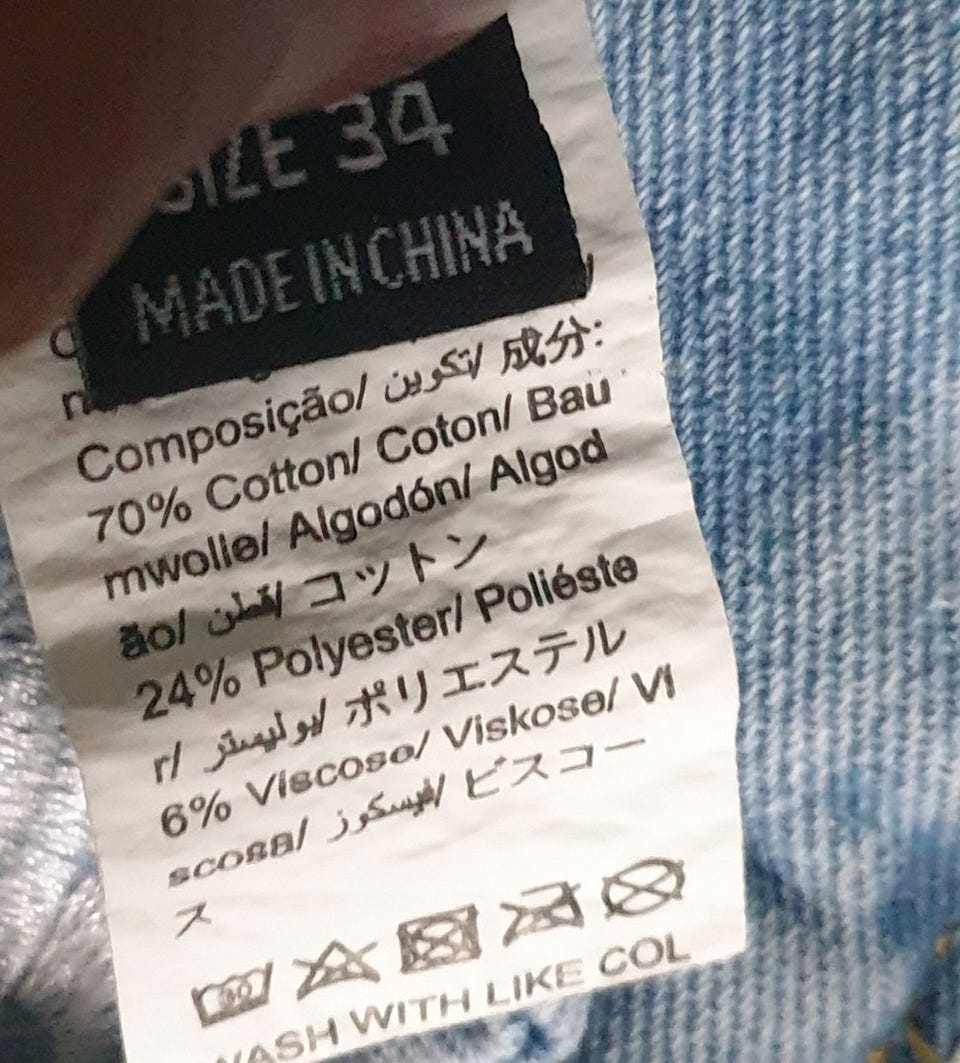 SIZE 34
MADE IN CHINA
Composição/ تكوين/ 成分:
70% Cotton/ Coton/ Bau
mwolle/ Algodón/ Algod
ão/ قطن/ コットン
24% Polyester/ Poliéste
r/ بوليستر/ ポリエステル
6% Viscose/ Viskose/ Vi
scosa/ فيسكوز/ ビスコー
ス
30
WASH WITH LIKE COL